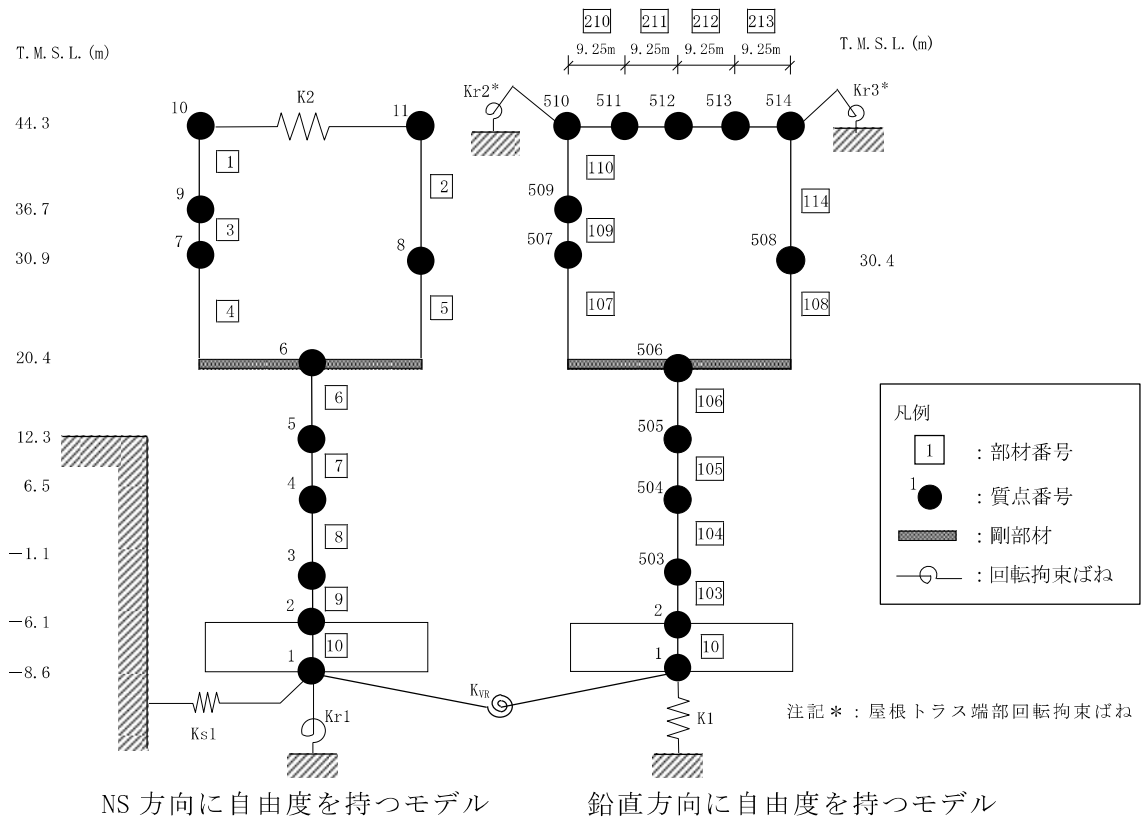 T.M.S.L.(m)
44.3
36.7
30.9
20.4
12.3
6.5
-1.1
-6.1
-8.6
10
K2
11
1
2
9
3
7
8
4
5
6
6
5
7
4
8
3
9
2
10
1
Ks1
Kr1
K_VR
NS 方向に自由度を持つモデル
210
211
212
213
9.25m
9.25m
9.25m
9.25m
T.M.S.L.(m)
Kr2*
510
511
512
513
514
Kr3*
110
509
109
507
114
508
30.4
107
108
506
106
505
105
504
104
503
103
2
10
1
K1
鉛直方向に自由度を持つモデル
凡例
1 : 部材番号
1 : 質点番号
: 剛部材
: 回転拘束ばね
注記＊：屋根トラス端部回転拘束ばね